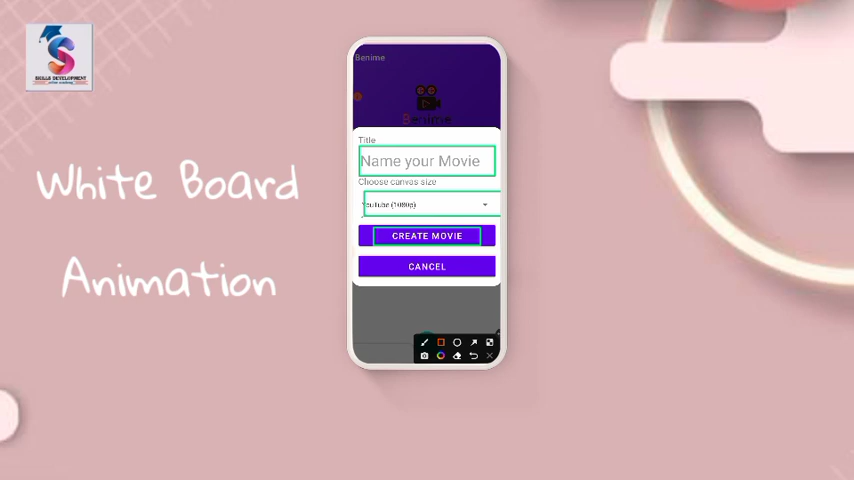 SKILLS DEVELOPMENT
White Board
Animation
Benime
Benime
Title
Name your Movie
Choose canvas size
YouTube (1080p)
CREATE MOVIE
CANCEL